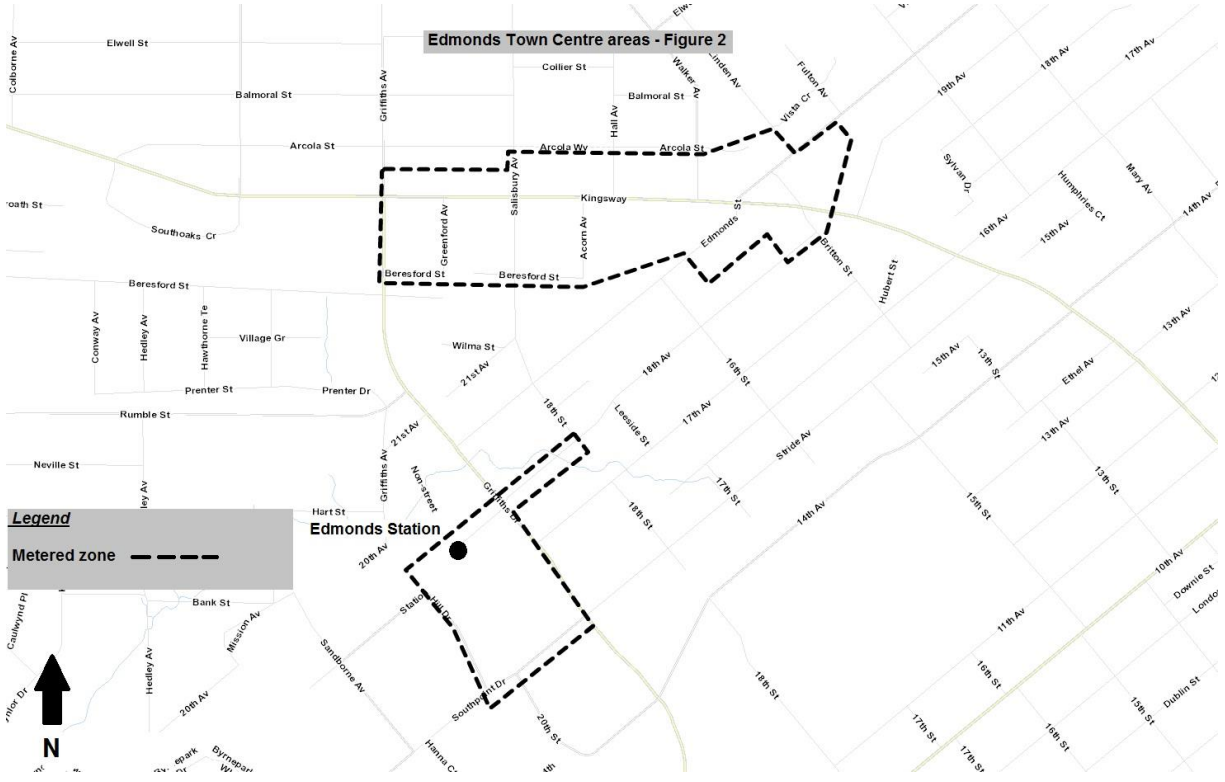 Edmonds Town Centre areas - Figure 2
Colborne Av
Elwell St
Griffiths Av
Collier St
Walker Av
Linden Av
Fulton Av
18th Av
17th Av
19th Av
Balmoral St
Balmoral St
Hall Av
Vista Cr
Arcola St
Arcola Wy
Arcola St
Salisbury Av
Sylvan Dr
Mary Av
Humphries Ct
14th Av
Kingsway
Southoaks Cr
Greenford Av
Acorn Av
Edmonds St
16th Av
15th Av
Britton St
Hubert St
Beresford St
Beresford St
Beresford St
Conway Av
Hedley Av
Hawthorne Te
Village Gr
Wilma St
21st Av
18th Av
16th St
15th Av
13th St
13th Av
Ethel Av
Prenter St
Prenter Dr
Rumble St
18th St
Leeside St
17th Av
Stride Av
13th Av
21st Av
Neville St
Griffiths Av
Non-street
Griffiths Dr
17th St
18th St
14th Av
15th St
13th St
Legend
Metered zone
Hart St
Edmonds Station
20th Av
10th Av
Downie St
Bank St
Station Hill Dr
Mission Av
Caulwynd Pl
Hedley Av
Sandborne Av
11th Av
16th St
18th St
Dublin St
20th Av
Southpoint Dr
20th St
15th St
17th St
16th St
17th St
N